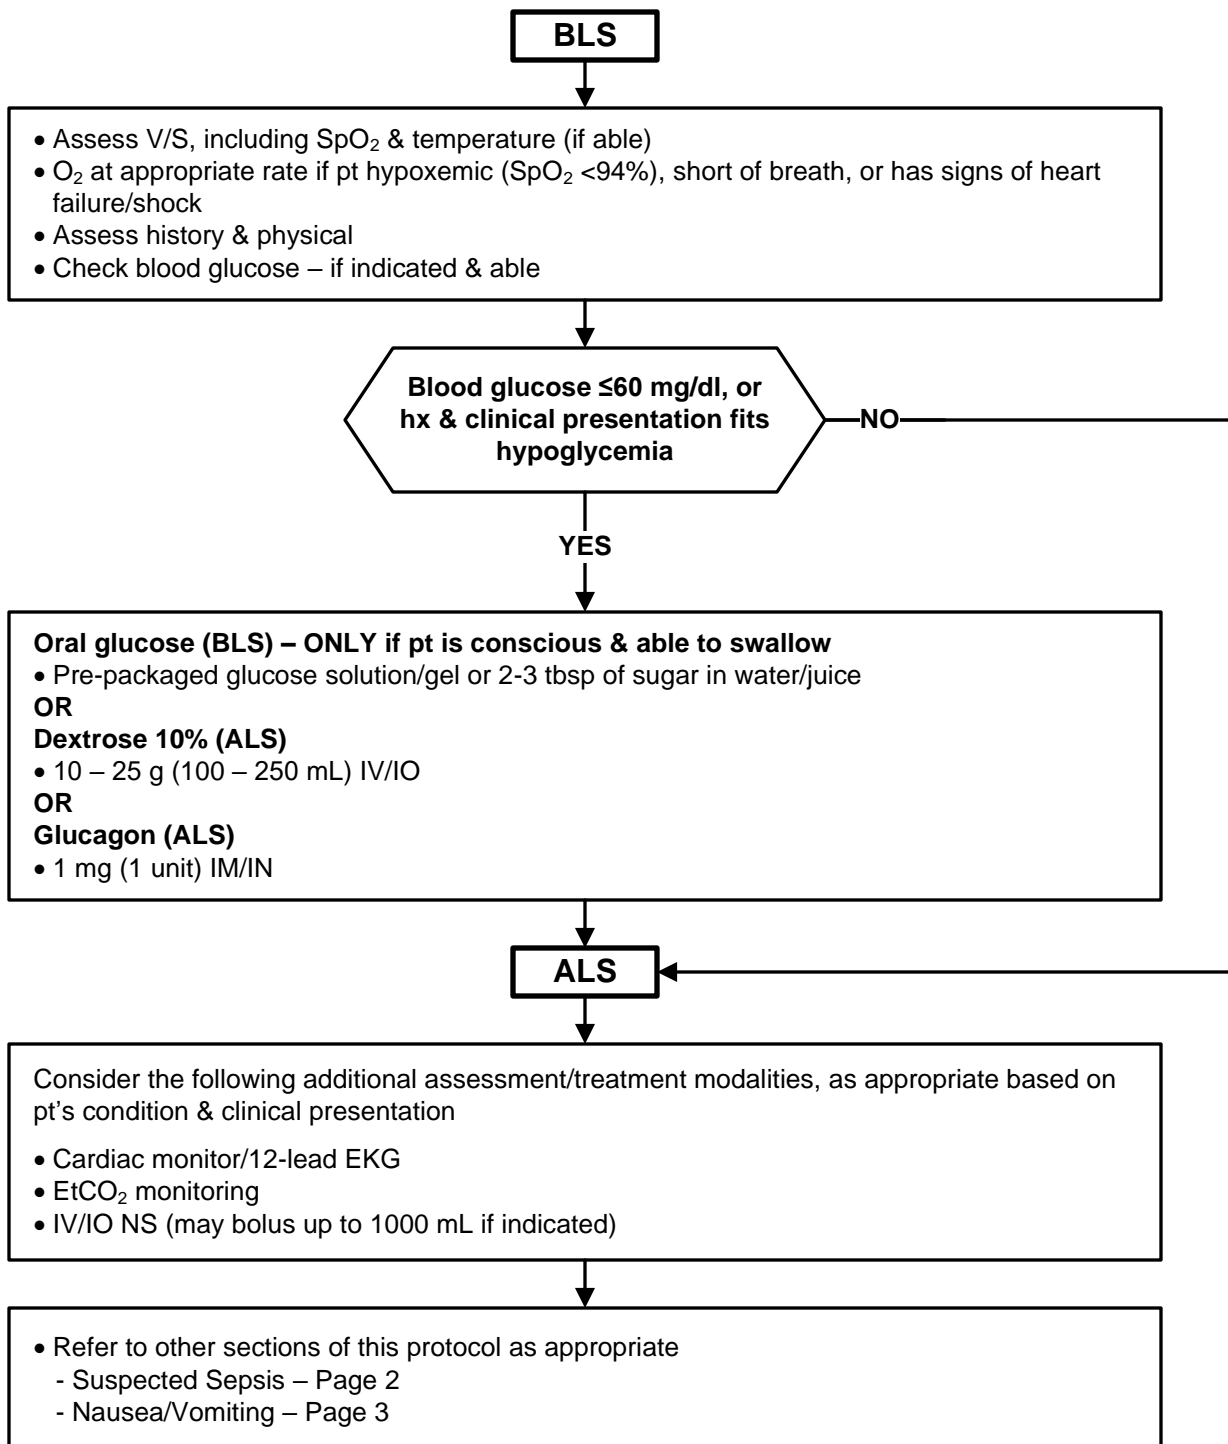 BLS
• Assess V/S, including SpO₂ & temperature (if able)
• O₂ at appropriate rate if pt hypoxemic (SpO₂ <94%), short of breath, or has signs of heart
failure/shock
• Assess history & physical
• Check blood glucose – if indicated & able
Blood glucose ≤60 mg/dl, or
hx & clinical presentation fits
hypoglycemia
NO
YES
Oral glucose (BLS) – ONLY if pt is conscious & able to swallow
• Pre-packaged glucose solution/gel or 2-3 tbsp of sugar in water/juice
OR
Dextrose 10% (ALS)
• 10 – 25 g (100 – 250 mL) IV/IO
OR
Glucagon (ALS)
• 1 mg (1 unit) IM/IN
ALS
Consider the following additional assessment/treatment modalities, as appropriate based on
pt’s condition & clinical presentation
• Cardiac monitor/12-lead EKG
• EtCO₂ monitoring
• IV/IO NS (may bolus up to 1000 mL if indicated)
• Refer to other sections of this protocol as appropriate
- Suspected Sepsis – Page 2
- Nausea/Vomiting – Page 3